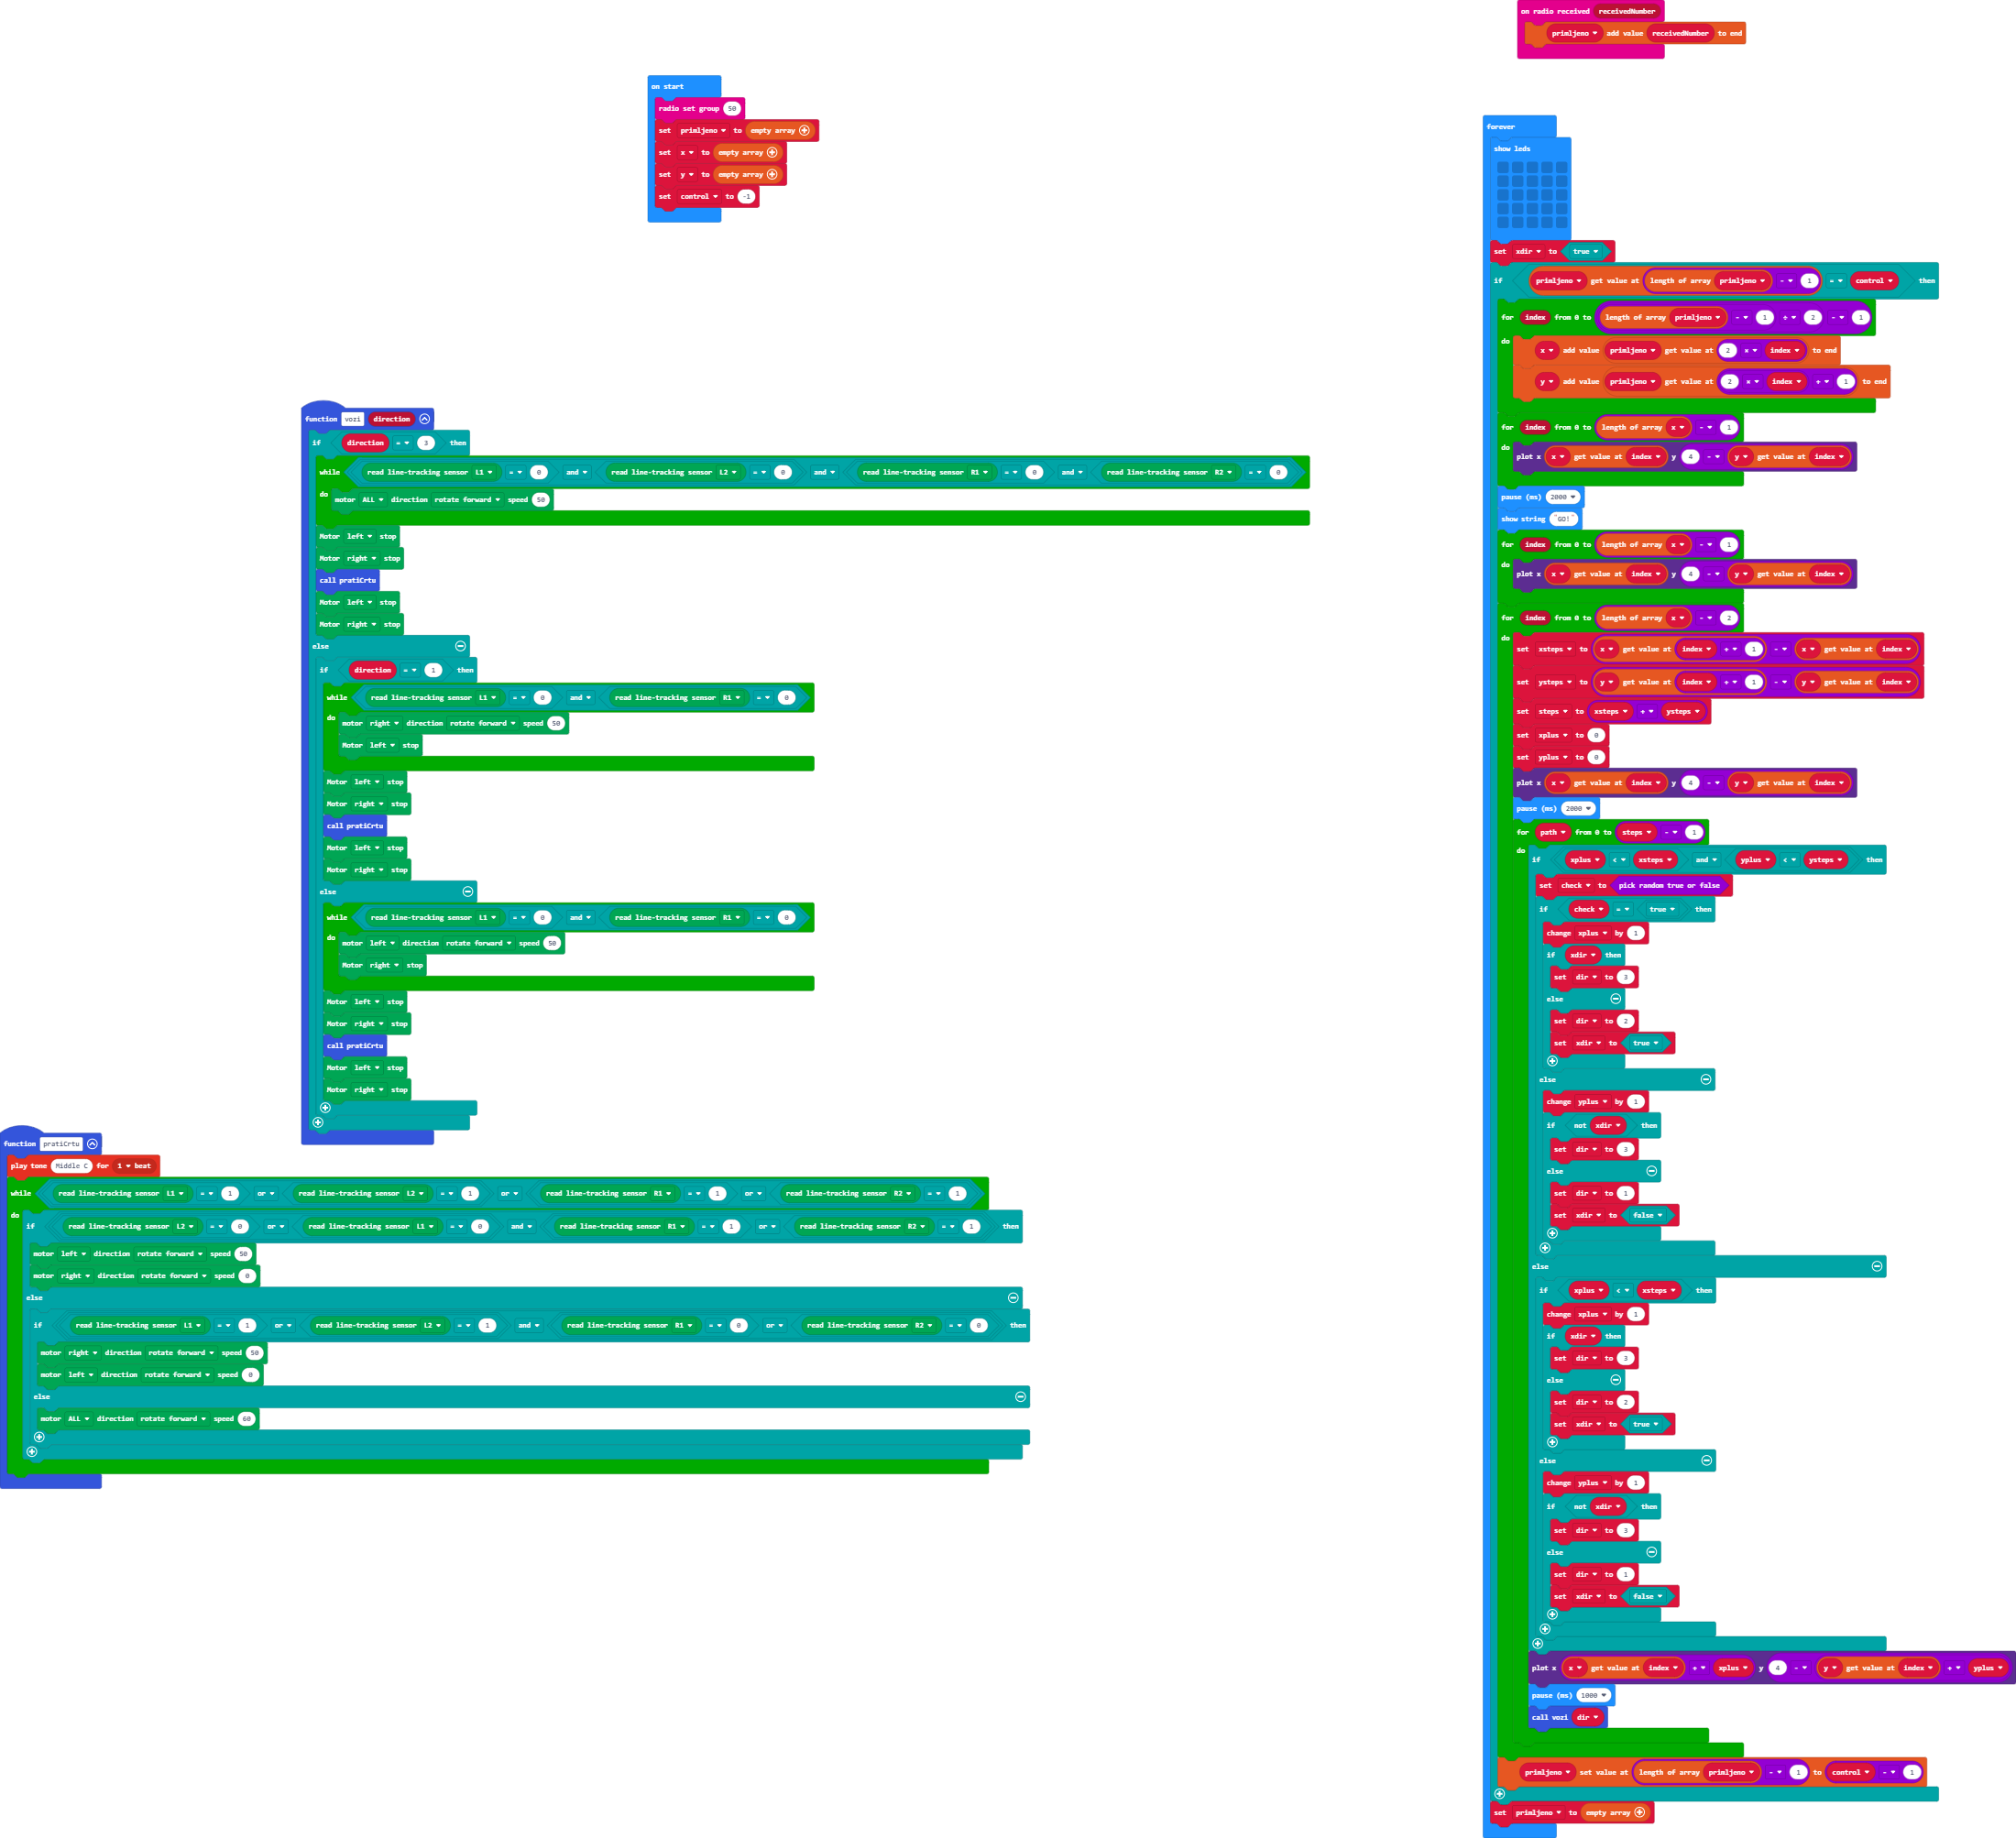 on radio received receivedNumber
primljeno add value receivedNumber to end
on start
radio set group 50
set primljeno to empty array
set x to empty array
set y to empty array
set control to -1
function vozi direction
if direction = 3 then
while read line-tracking sensor L1 = 0 and read line-tracking sensor L2 = 0 and read line-tracking sensor R1 = 0 and read line-tracking sensor R2 = 0
do motor ALL direction rotate forward speed 50
Motor left stop
Motor right stop
call pratiCrtu
Motor left stop
Motor right stop
else
if direction = 1 then
while read line-tracking sensor L1 = 0 and read line-tracking sensor R1 = 0
do motor right direction rotate forward speed 50
Motor left stop
Motor left stop
Motor right stop
call pratiCrtu
Motor left stop
Motor right stop
else
while read line-tracking sensor L1 = 0 and read line-tracking sensor R1 = 0
do motor left direction rotate forward speed 50
Motor right stop
Motor left stop
Motor right stop
call pratiCrtu
Motor left stop
Motor right stop
function pratiCrtu
play tone Middle C for 1 beat
while read line-tracking sensor L1 = 1 or read line-tracking sensor L2 = 1 or read line-tracking sensor R1 = 1 or read line-tracking sensor R2 = 1
do if read line-tracking sensor L2 = 0 or read line-tracking sensor L1 = 0 and read line-tracking sensor R1 = 1 or read line-tracking sensor R2 = 1 then
motor left direction rotate forward speed 50
motor right direction rotate forward speed 0
else
if read line-tracking sensor L1 = 1 or read line-tracking sensor L2 = 1 and read line-tracking sensor R1 = 0 or read line-tracking sensor R2 = 0 then
motor right direction rotate forward speed 50
motor left direction rotate forward speed 0
else
motor ALL direction rotate forward speed 60
forever
show leds
set xdir to true
if primljeno get value at length of array primljeno - 1 = control then
for index from 0 to length of array primljeno - 1 ÷ 2 - 1
do x add value primljeno get value at 2 × index to end
y add value primljeno get value at 2 × index + 1 to end
for index from 0 to length of array x - 1
do plot x x get value at index y 4 - y get value at index
pause (ms) 2000
show string "GO!"
for index from 0 to length of array x - 1
do plot x x get value at index y 4 - y get value at index
for index from 0 to length of array x - 2
do set xsteps to x get value at index + 1 - x get value at index
set ysteps to y get value at index + 1 - y get value at index
set steps to xsteps + ysteps
set xplus to 0
set yplus to 0
plot x x get value at index y 4 - y get value at index
pause (ms) 2000
for path from 0 to steps - 1
do if xplus < xsteps and yplus < ysteps then
set check to pick random true or false
if check = true then
change xplus by 1
if xdir then
set dir to 3
else
set dir to 2
set xdir to true
else
change yplus by 1
if not xdir then
set dir to 3
else
set dir to 1
set xdir to false
else
if xplus < xsteps then
change xplus by 1
if xdir then
set dir to 3
else
set dir to 2
set xdir to true
else
change yplus by 1
if not xdir then
set dir to 3
else
set dir to 1
set xdir to false
plot x x get value at index + xplus y 4 - y get value at index + yplus
pause (ms) 1000
call vozi dir
primljeno set value at length of array primljeno - 1 to control - 1
set primljeno to empty array